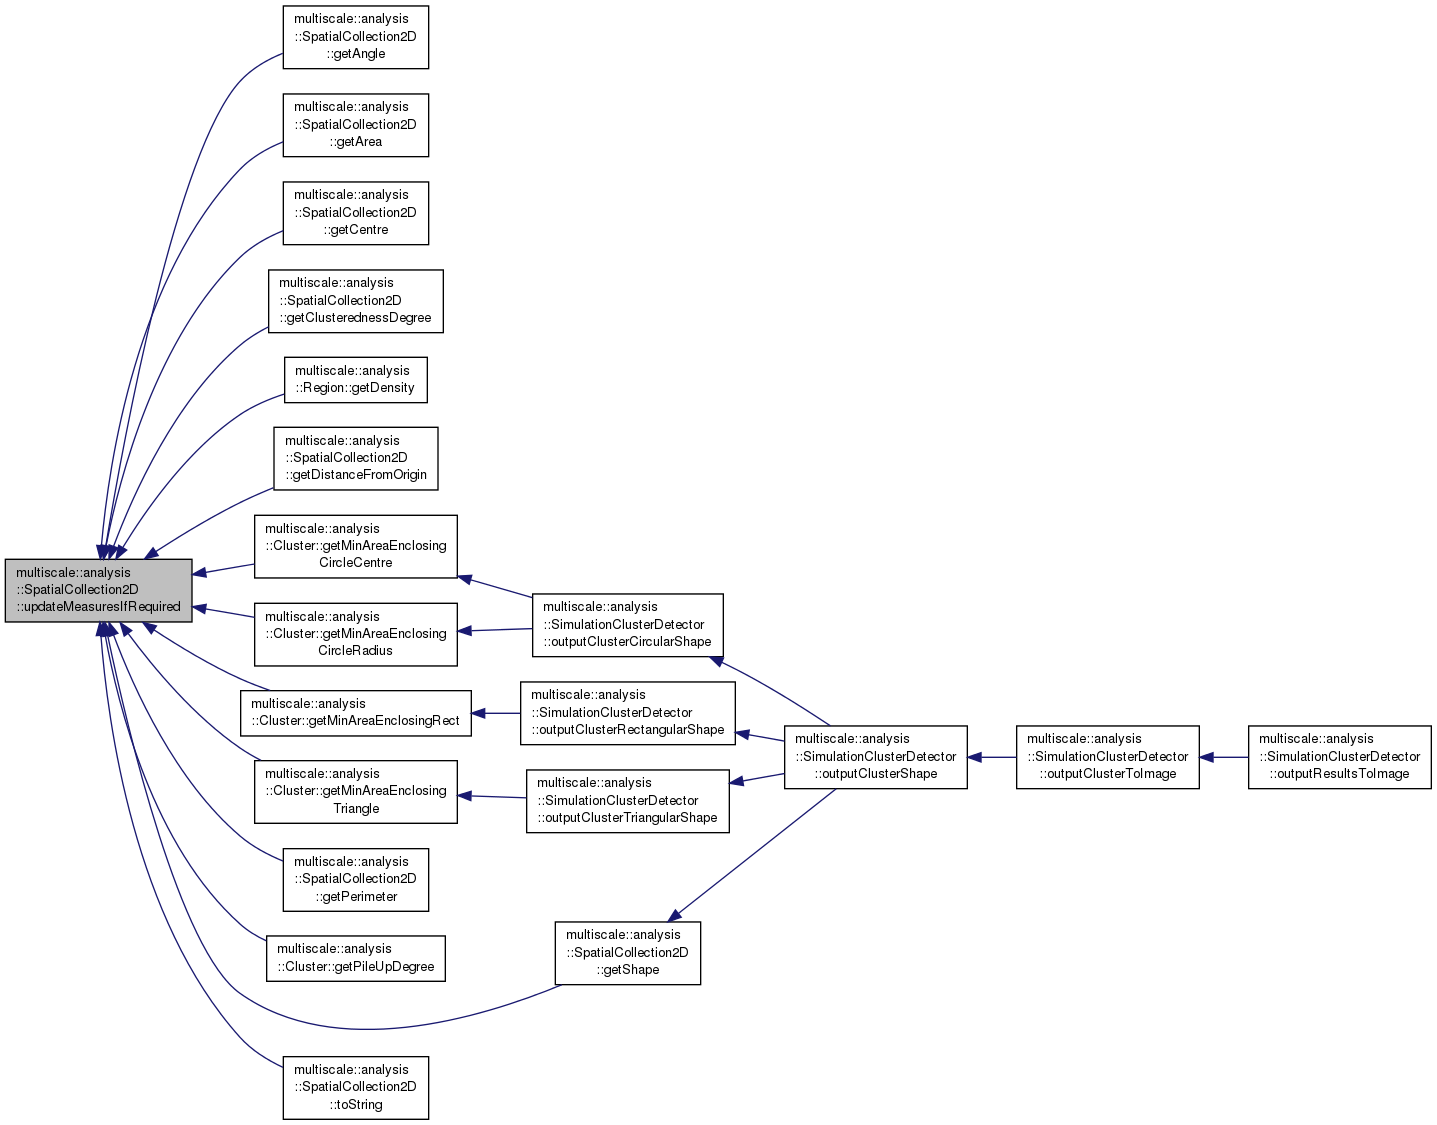 multiscale::analysis
::SpatialCollection2D
::getAngle
multiscale::analysis
::SpatialCollection2D
::getArea
multiscale::analysis
::SpatialCollection2D
::getCentre
multiscale::analysis
::SpatialCollection2D
::getClusterednessDegree
multiscale::analysis
::Region::getDensity
multiscale::analysis
::SpatialCollection2D
::getDistanceFromOrigin
multiscale::analysis
::Cluster::getMinAreaEnclosing
CircleCentre
multiscale::analysis
::SpatialCollection2D
::updateMeasuresIfRequired
multiscale::analysis
::Cluster::getMinAreaEnclosing
CircleRadius
multiscale::analysis
::SimulationClusterDetector
::outputClusterCircularShape
multiscale::analysis
::Cluster::getMinAreaEnclosingRect
multiscale::analysis
::SimulationClusterDetector
::outputClusterRectangularShape
multiscale::analysis
::SimulationClusterDetector
::outputClusterShape
multiscale::analysis
::SimulationClusterDetector
::outputClusterToImage
multiscale::analysis
::SimulationClusterDetector
::outputResultsToImage
multiscale::analysis
::Cluster::getMinAreaEnclosing
Triangle
multiscale::analysis
::SimulationClusterDetector
::outputClusterTriangularShape
multiscale::analysis
::SpatialCollection2D
::getPerimeter
multiscale::analysis
::Cluster::getPileUpDegree
multiscale::analysis
::SpatialCollection2D
::getShape
multiscale::analysis
::SpatialCollection2D
::toString